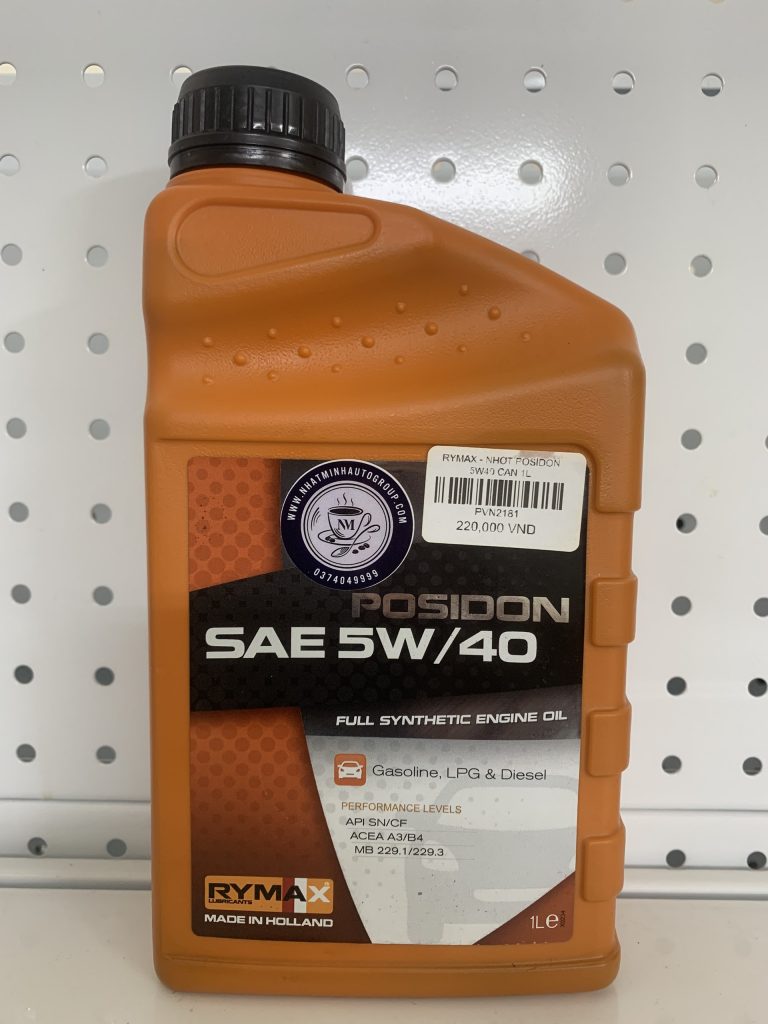 WWW.NHATMINHAUTOGROUP.COM
NM
0374049999
RYMAX - NHOT POSIDON
5W40 CAN 1L
PVN2181
220,000 VND
POSIDON
SAE 5W/40
FULL SYNTHETIC ENGINE OIL
Gasoline, LPG & Diesel
PERFORMANCE LEVELS
API SN/CF
ACEA A3/B4
MB 229.1/229.3
RYMAX
LUBRICANTS
MADE IN HOLLAND
1L e